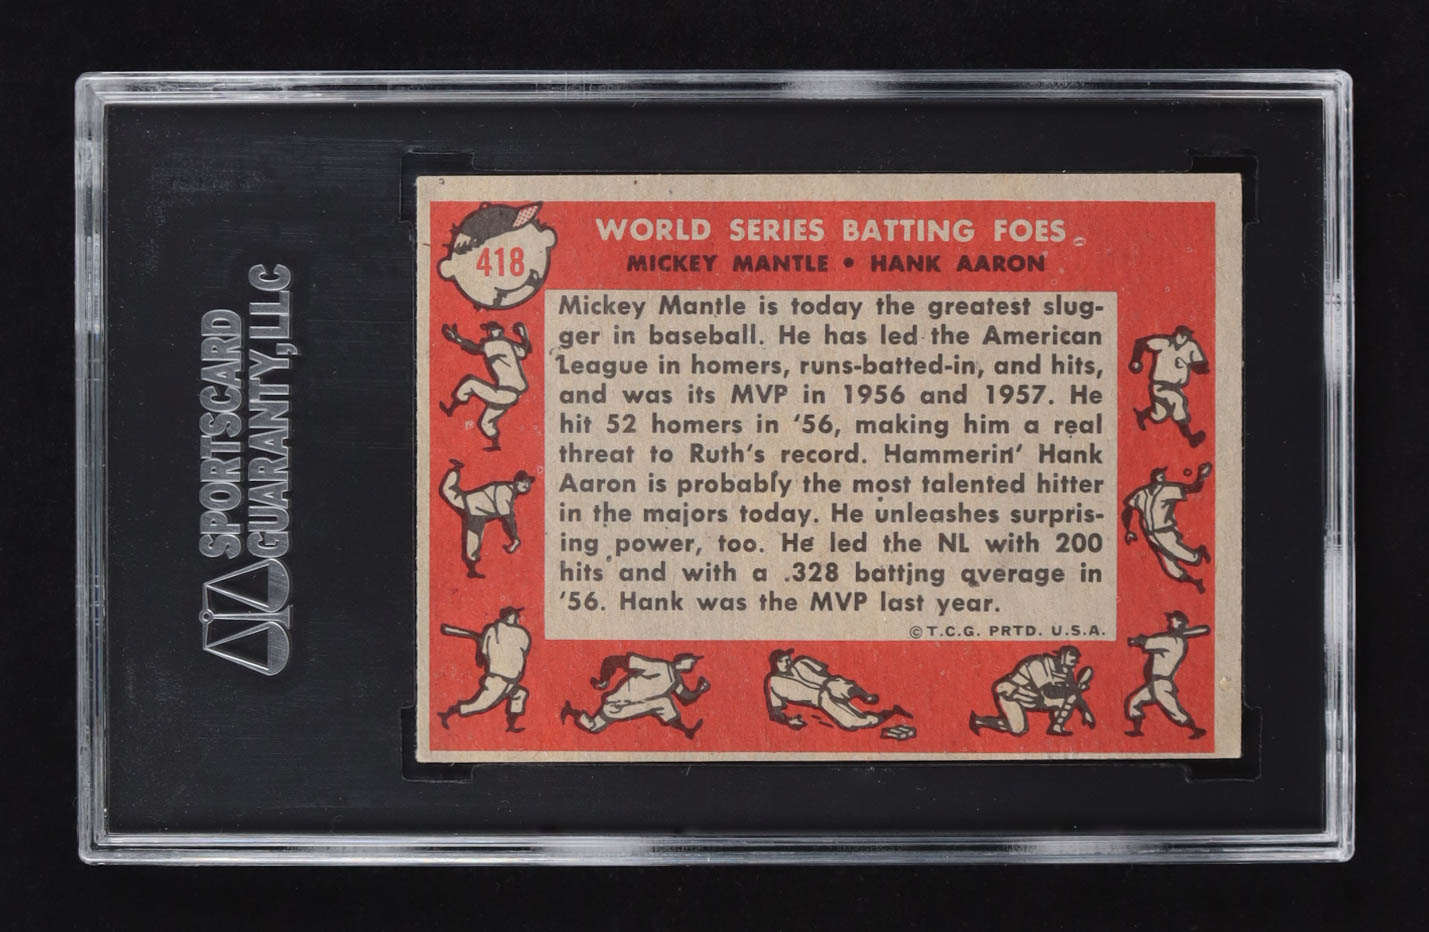 SPORTSCARD
GUARANTY, LLC
418
WORLD SERIES BATTING FOES
MICKEY MANTLE • HANK AARON
Mickey Mantle is today the greatest slug-
ger in baseball. He has led the American
League in homers, runs-batted-in, and hits,
and was its MVP in 1956 and 1957. He
hit 52 homers in '56, making him a real
threat to Ruth's record. Hammerin' Hank
Aaron is probably the most talented hitter
in the majors today. He unleashes surpris-
ing power, too. He led the NL with 200
hits and with a .328 batting average in
'56. Hank was the MVP last year.
© T.C.G. PRTD. U.S.A.